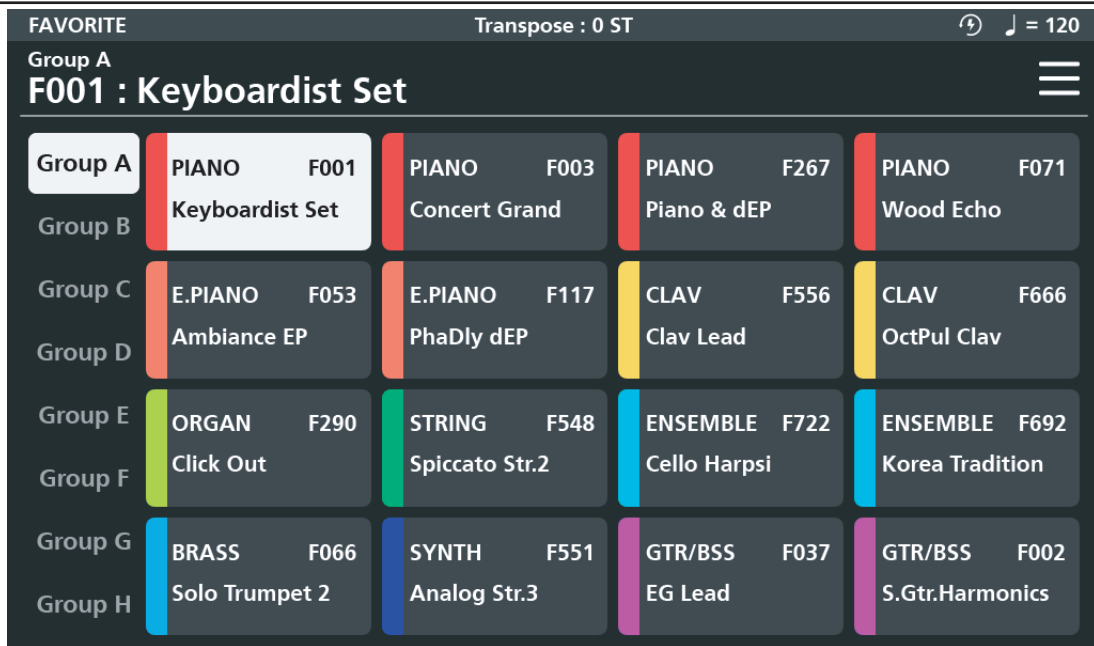 FAVORITE Transpose : 0 ST ♩ = 120
Group A
F001 : Keyboardist Set
Group A
Group B
Group C
Group D
Group E
Group F
Group G
Group H
PIANO F001
Keyboardist Set
PIANO F003
Concert Grand
PIANO F267
Piano & dEP
PIANO F071
Wood Echo
E.PIANO F053
Ambiance EP
E.PIANO F117
PhaDly dEP
CLAV F556
Clav Lead
CLAV F666
OctPul Clav
ORGAN F290
Click Out
STRING F548
Spiccato Str.2
ENSEMBLE F722
Cello Harpsi
ENSEMBLE F692
Korea Tradition
BRASS F066
Solo Trumpet 2
SYNTH F551
Analog Str.3
GTR/BSS F037
EG Lead
GTR/BSS F002
S.Gtr.Harmonics